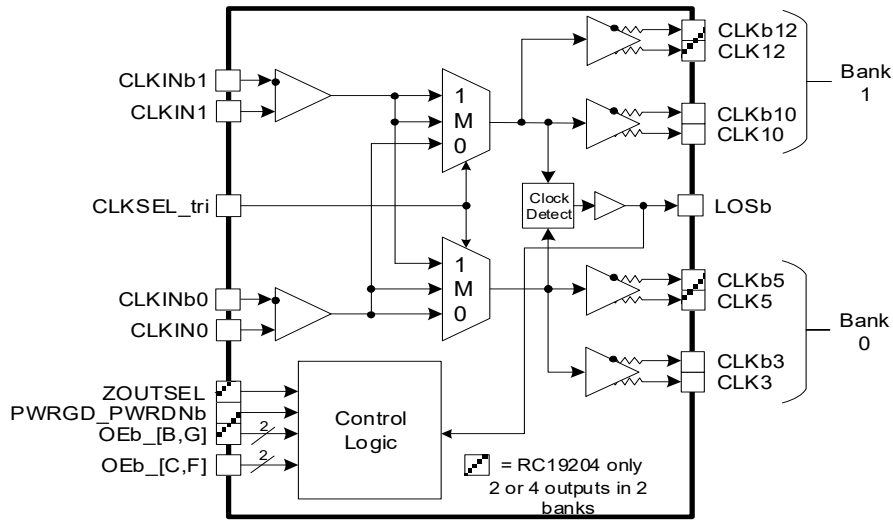 CLKb12
CLK12
CLKINb1
CLKIN1
1
M
0
CLKb10
CLK10
Bank
1
CLKSEL_tri
Clock
Detect
LOSb
CLKINb0
CLKIN0
1
M
0
CLKb5
CLK5
Bank
0
CLKb3
CLK3
ZOUTSEL
PWRGD_PWRDNb
OEb_[B,G]
2
OEb_[C,F]
2
Control
Logic
= RC19204 only
2 or 4 outputs in 2
banks